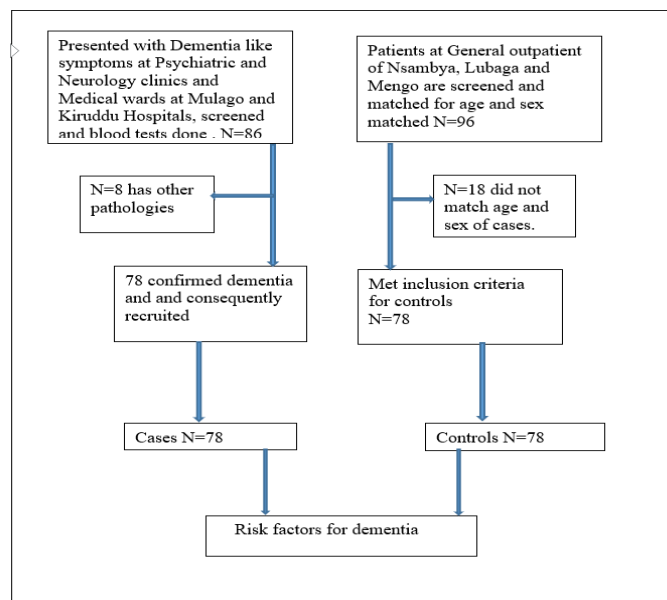 Presented with Dementia like
symptoms at Psychiatric and
Neurology clinics and
Medical wards at Mulago and
Kiruddu Hospitals, screened
and blood tests done . N=86
Patients at General outpatient
of Nsambya, Lubaga and
Mengo are screened and
matched for age and sex
matched N=96
N=8 has other
pathologies
N=18 did not
match age and
sex of cases.
78 confirmed dementia
and and consequently
recruited
Met inclusion criteria
for controls
N=78
Cases N=78
Controls N=78
Risk factors for dementia